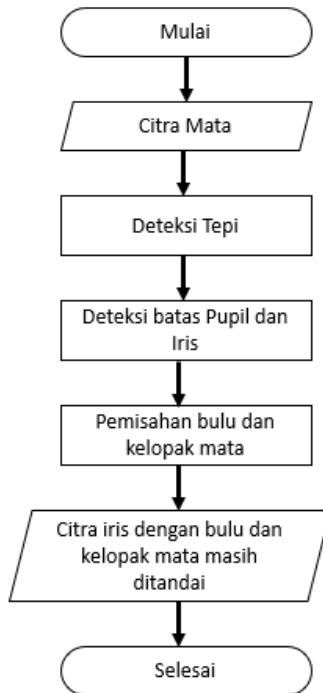 Mulai
Citra Mata
Deteksi Tepi
Deteksi batas Pupil dan
Iris
Pemisahan bulu dan
kelopak mata
Citra iris dengan bulu dan
kelopak mata masih
ditandai
Selesai